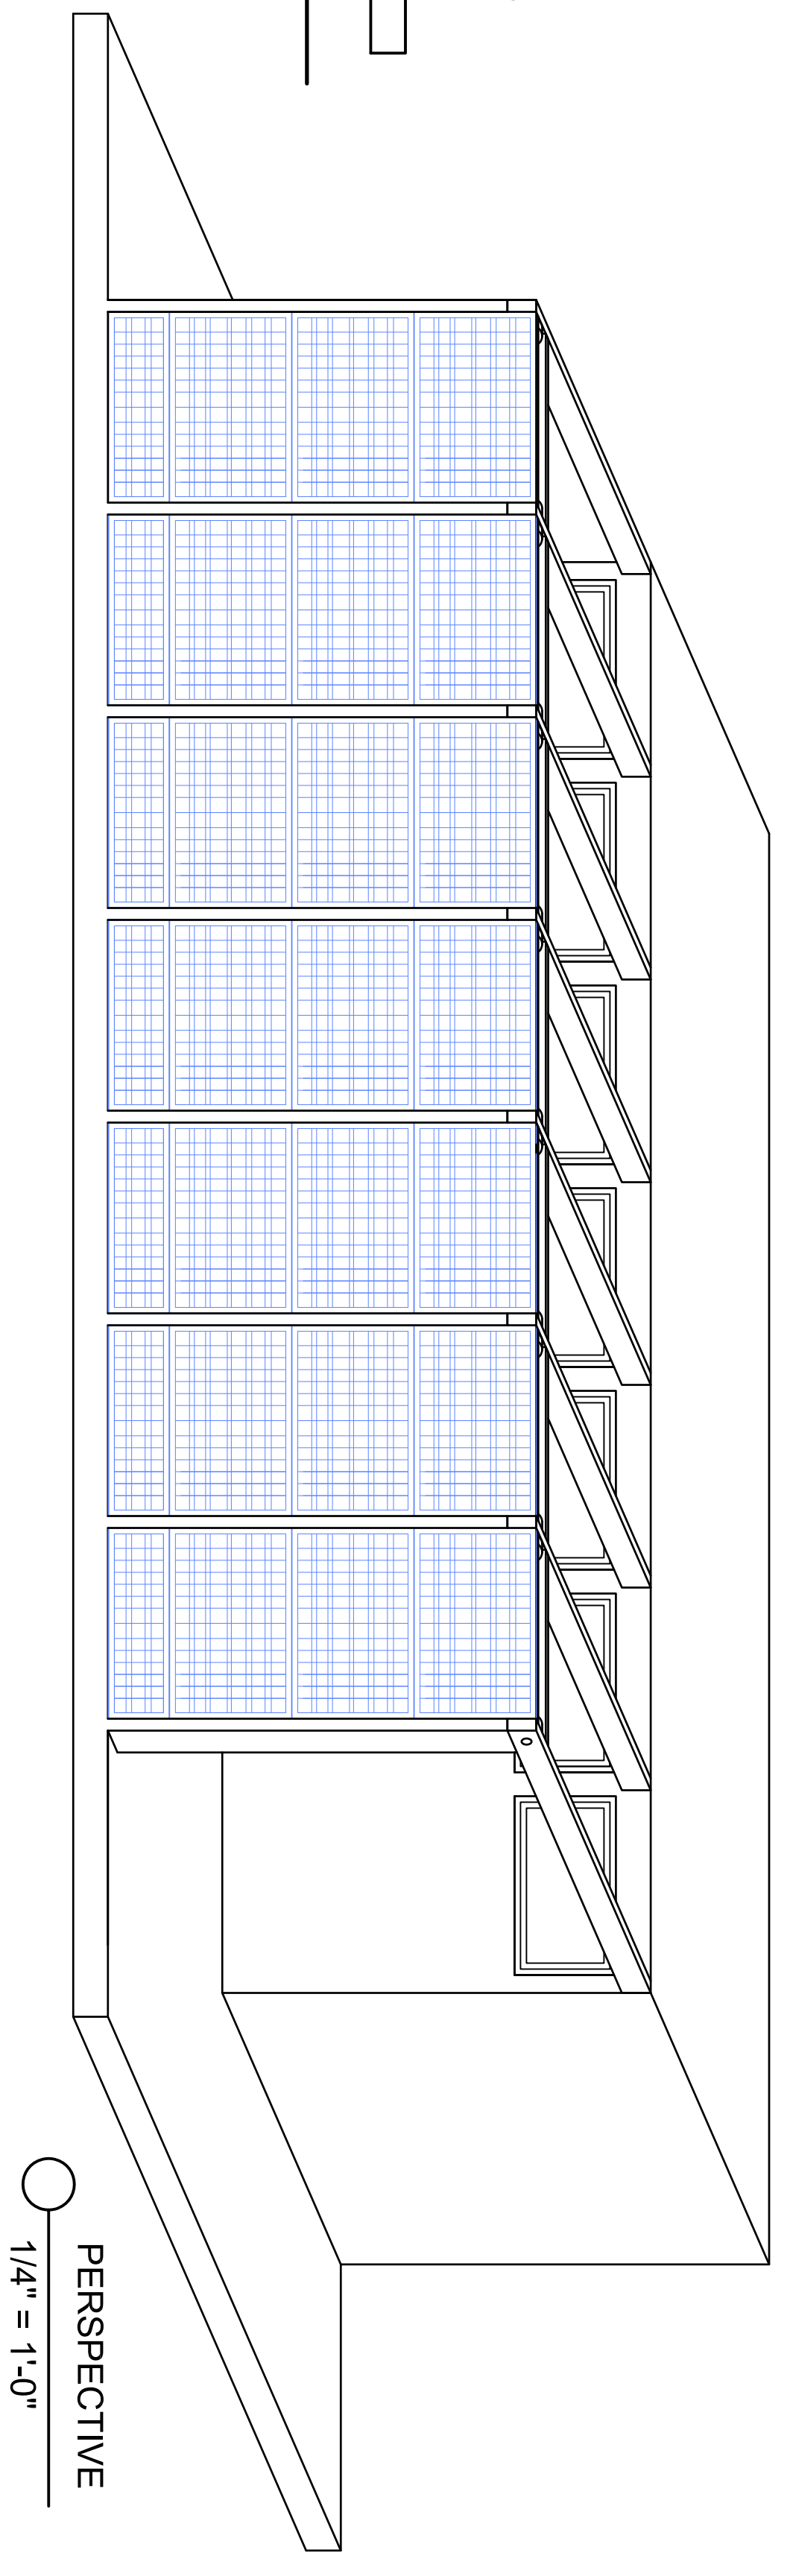 PERSPECTIVE
1/4" = 1'-0"